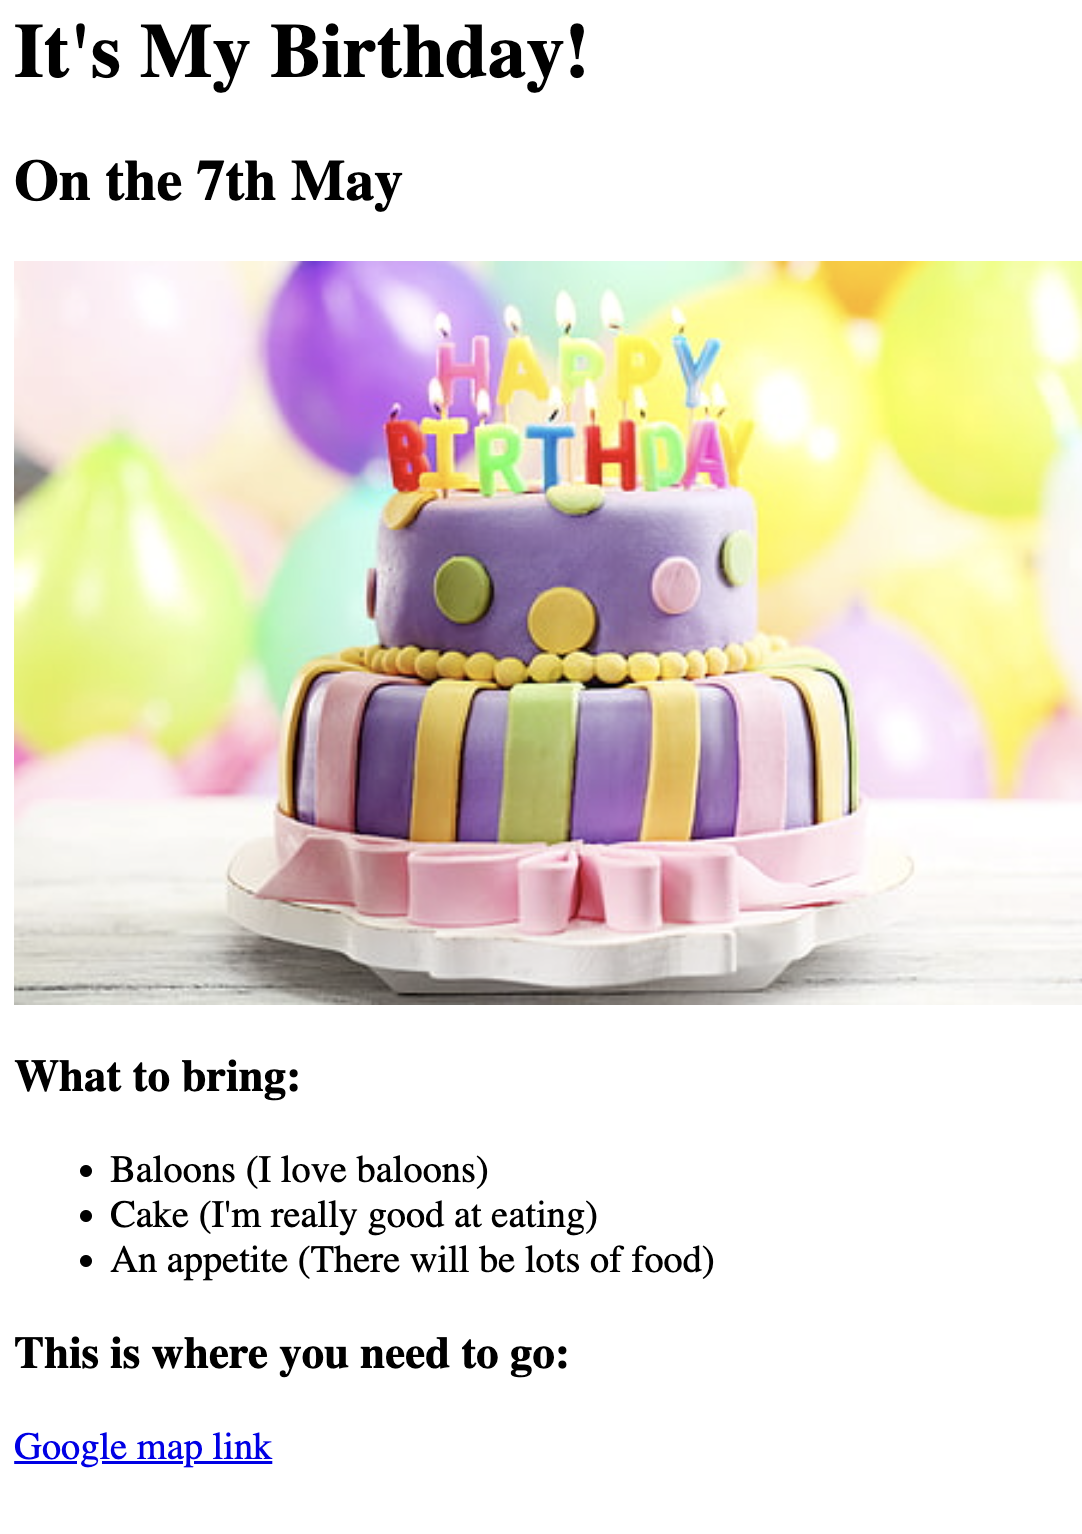 It's My Birthday!
On the 7th May
HAPPY
BIRTHDAY
What to bring:
Baloons (I love baloons)
Cake (I'm really good at eating)
An appetite (There will be lots of food)
This is where you need to go:
Google map link